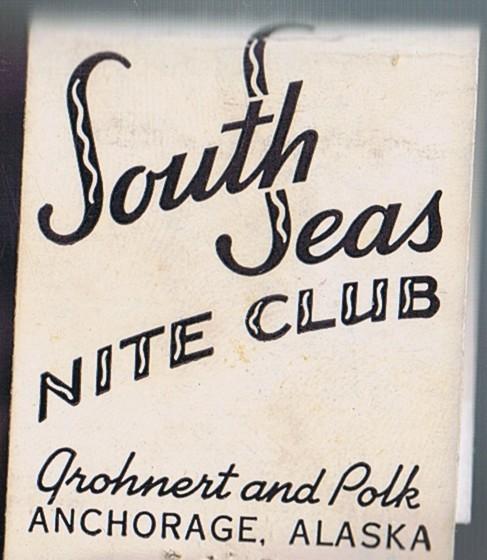 South
Seas
NITE CLUB
Grohnert and Polk
ANCHORAGE, ALASKA